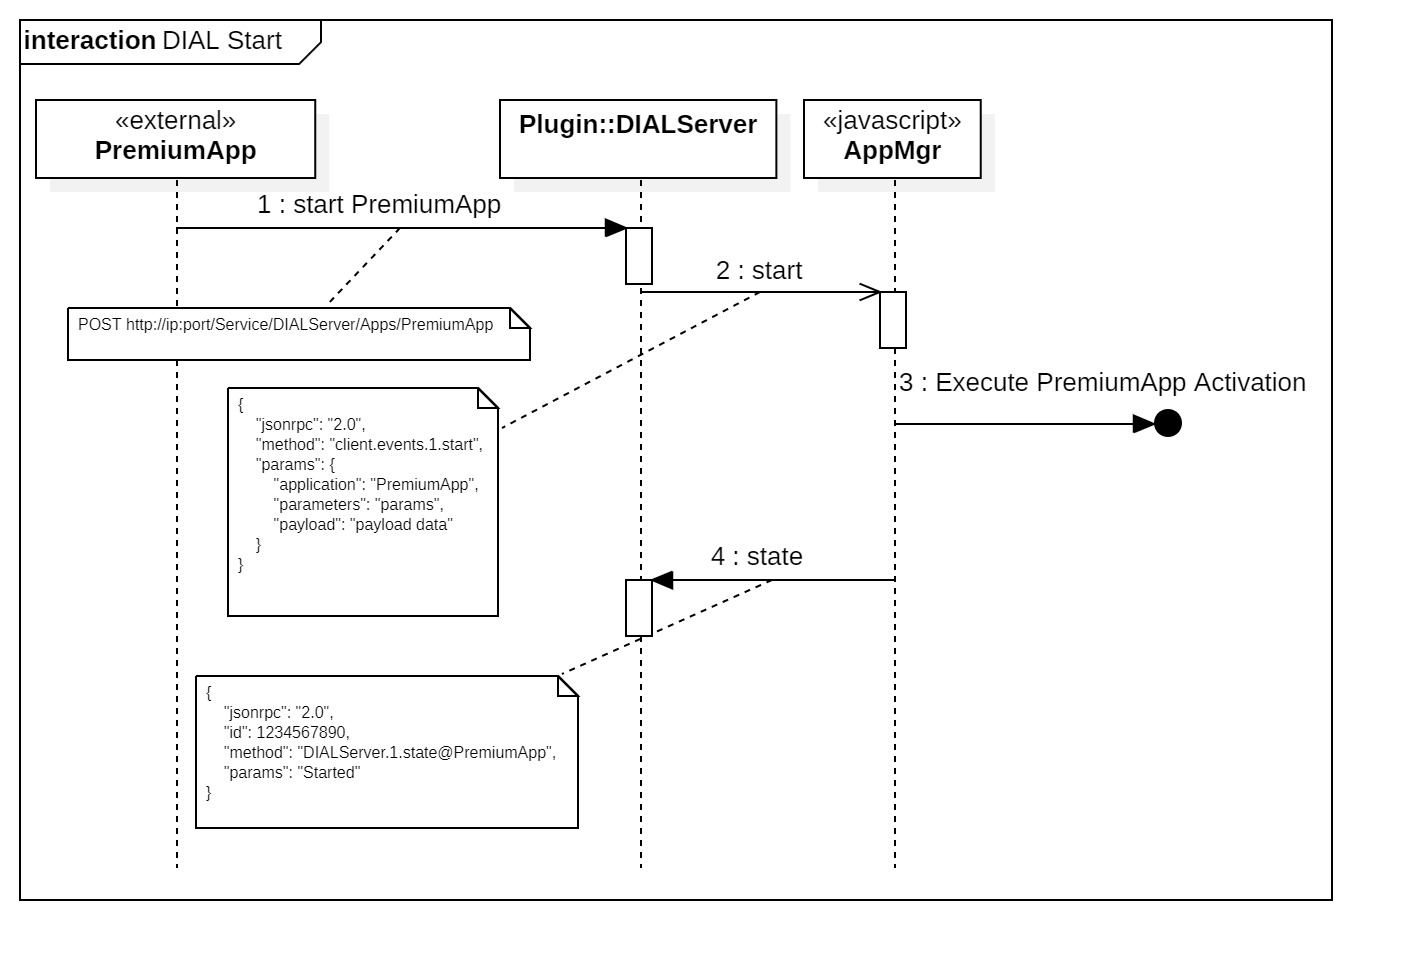 interaction DIAL Start
«external»
PremiumApp
Plugin::DIALServer
«javascript»
AppMgr
1 : start PremiumApp
2 : start
POST http://ip:port/Service/DIALServer/Apps/PremiumApp
3 : Execute PremiumApp Activation
{
"jsonrpc": "2.0",
"method": "client.events.1.start",
"params": {
"application": "PremiumApp",
"parameters": "params",
"payload": "payload data"
}
}
4 : state
{
"jsonrpc": "2.0",
"id": 1234567890,
"method": "DIALServer.1.state@PremiumApp",
"params": "Started"
}